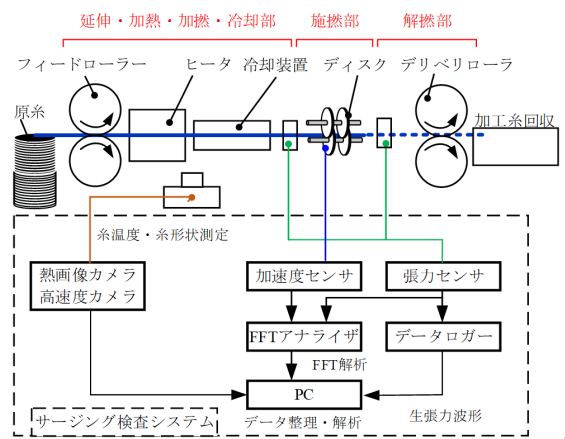 延伸・加熱・加撚・冷却部 施撚部 解撚部
フィードローラー ヒータ 冷却装置 ディスク デリベリローラ
原糸
加工糸回収
糸温度・糸形状測定
熱画像カメラ
高速度カメラ
加速度センサ 張力センサ
FFTアナライザ データロガー
FFT解析
PC
サージング検査システム
データ整理・解析
生張力波形